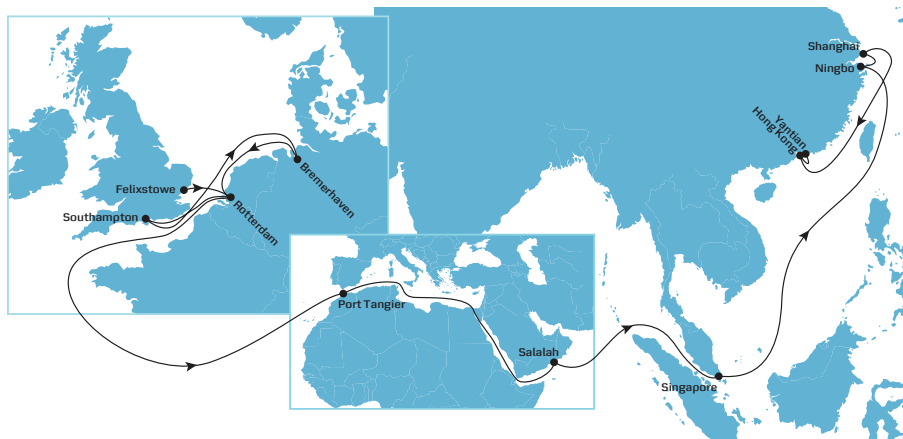 Shanghai
Ningbo
Yantian
Hong Kong
Felixstowe
Bremerhaven
Southampton
Rotterdam
Port Tangier
Salalah
Singapore